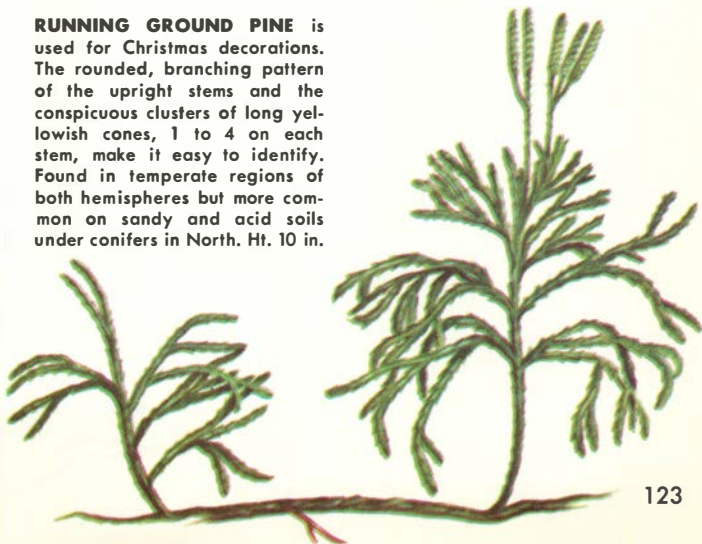 RUNNING GROUND PINE is
used for Christmas decorations.
The rounded, branching pattern
of the upright stems and the
conspicuous clusters of long yel-
lowish cones, 1 to 4 on each
stem, make it easy to identify.
Found in temperate regions of
both hemispheres but more com-
mon on sandy and acid soils
under conifers in North. Ht. 10 in.
123